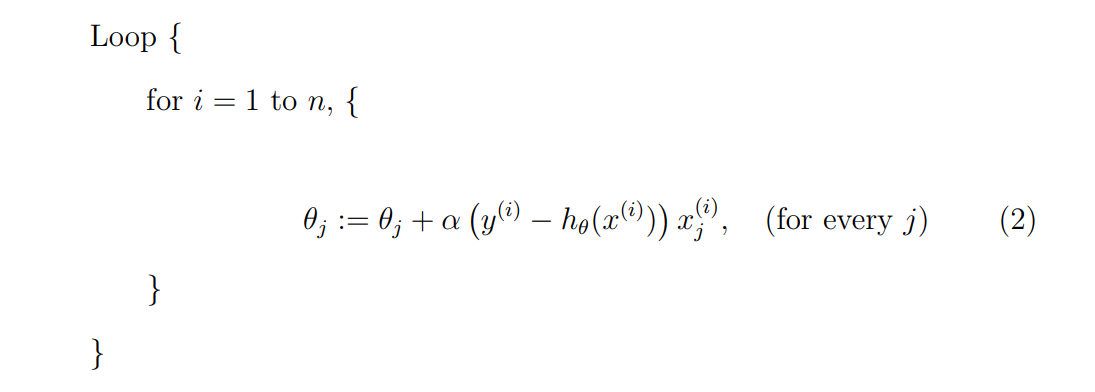 Loop {
for i = 1 to n, {
θ_j := θ_j + α (y^{(i)} − h_θ(x^{(i)})) x_j^{(i)}, (for every j) (2)
}
}